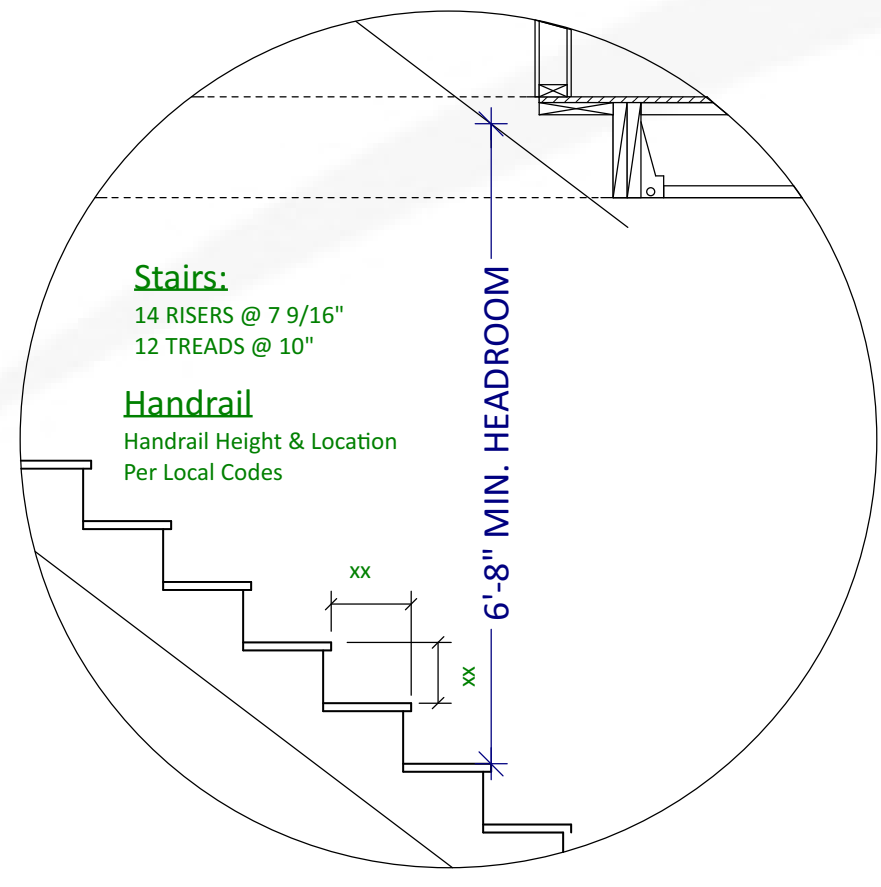 Stairs:
14 RISERS @ 7 9/16"
12 TREADS @ 10"
Handrail
Handrail Height & Location
Per Local Codes
xx
xx
6'-8" MIN. HEADROOM